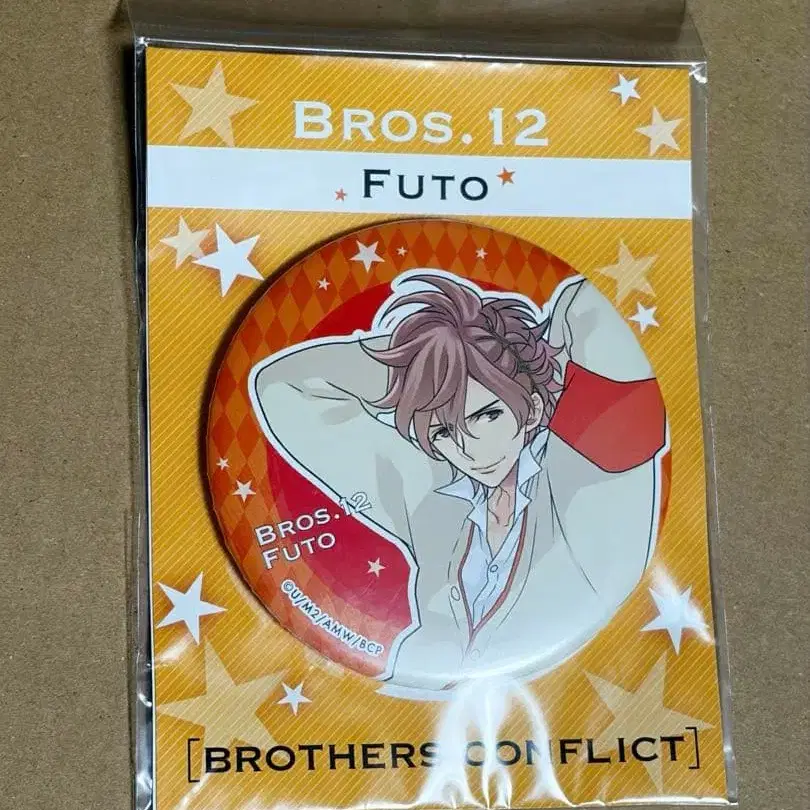 BROS.12
FUTO
BROS.12
FUTO
©U/M2/AMW/BCP
[BROTHERS CONFLICT]